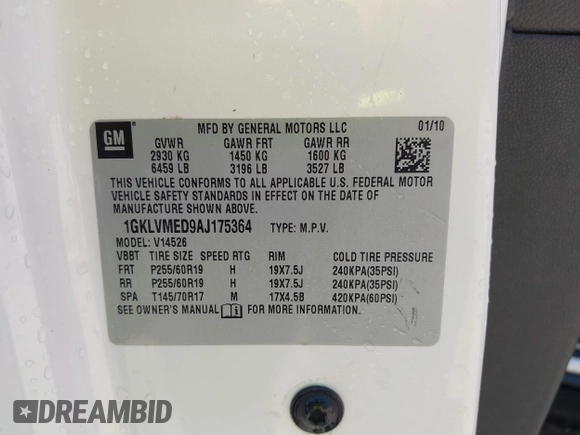 GM
MFD BY GENERAL MOTORS LLC 01/10
GVWR GAWR FRT GAWR RR
2930 KG 1450 KG 1600 KG
6459 LB 3196 LB 3527 LB
THIS VEHICLE CONFORMS TO ALL APPLICABLE U.S. FEDERAL MOTOR
VEHICLE SAFETY STANDARDS IN EFFECT ON THE DATE OF
MANUFACTURE SHOWN ABOVE.
1GKLVMED9AJ175364 TYPE: M.P.V.
MODEL: V14526
VBBT TIRE SIZE SPEED RTG RIM COLD TIRE PRESSURE
FRT P255/60R19 H 19X7.5J 240KPA(35PSI)
RR P255/60R19 H 19X7.5J 240KPA(35PSI)
SPA T145/70R17 M 17X4.5B 420KPA(60PSI)
SEE OWNER'S MANUAL FOR MORE INFORMATION
DREAMBID